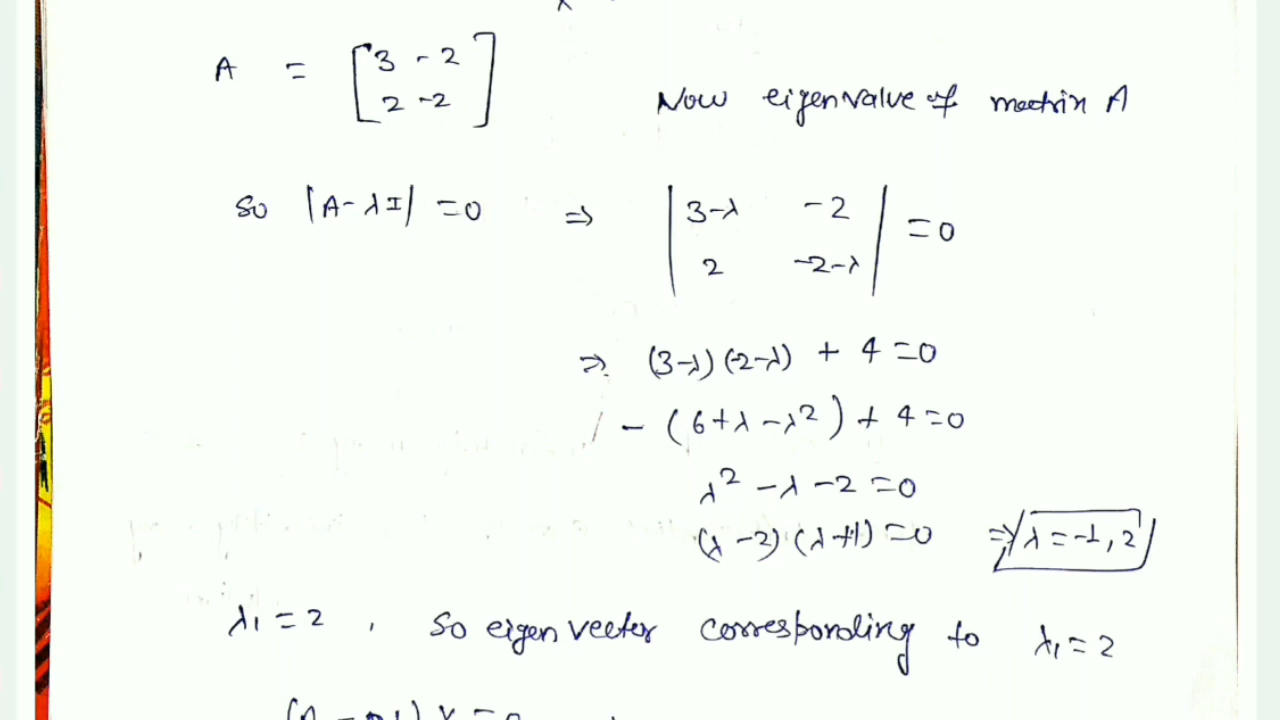 A = [3 -2
2 -2]
Now eigenvalue of matrix A
So |A-λI| =0 ⇒ |3-λ -2
2 -2-λ| =0
⇒ (3-λ)(-2-λ) + 4 =0
- (6+λ-λ²) + 4 =0
λ² -λ -2 =0
(λ-2)(λ+1) =0 ⇒ λ = -1, 2
λ₁ = 2 , So eigen vector corresponding to λ₁ = 2